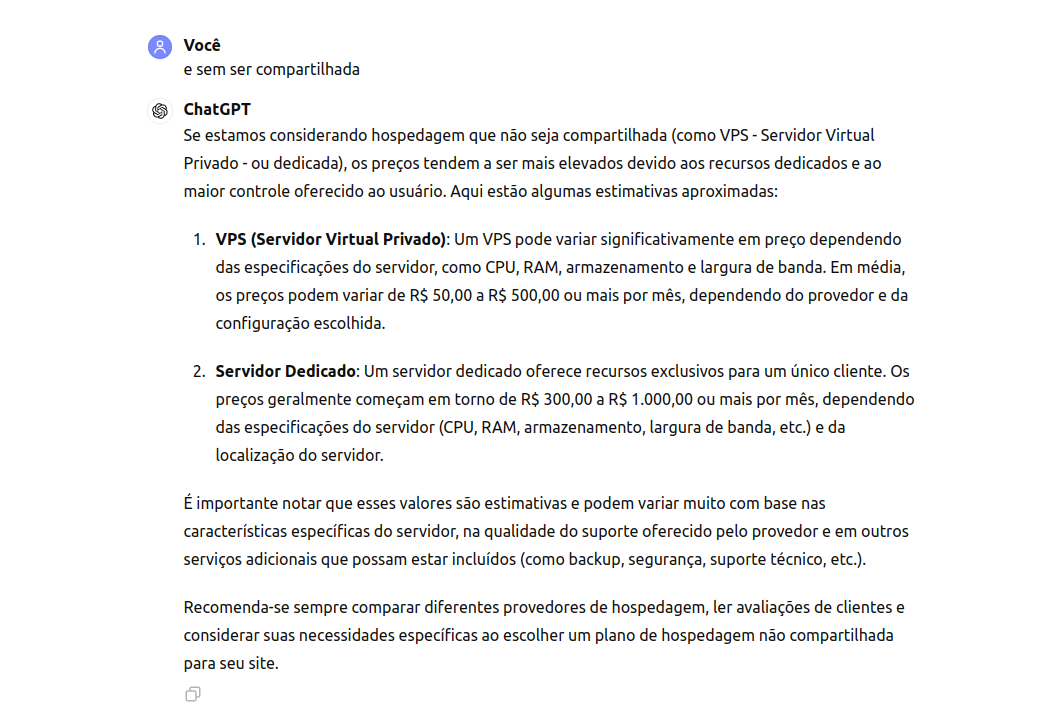 Você
e sem ser compartilhada
ChatGPT
Se estamos considerando hospedagem que não seja compartilhada (como VPS - Servidor Virtual
Privado - ou dedicada), os preços tendem a ser mais elevados devido aos recursos dedicados e ao
maior controle oferecido ao usuário. Aqui estão algumas estimativas aproximadas:
1. VPS (Servidor Virtual Privado): Um VPS pode variar significativamente em preço dependendo
das especificações do servidor, como CPU, RAM, armazenamento e largura de banda. Em média,
os preços podem variar de R$ 50,00 a R$ 500,00 ou mais por mês, dependendo do provedor e da
configuração escolhida.
2. Servidor Dedicado: Um servidor dedicado oferece recursos exclusivos para um único cliente. Os
preços geralmente começam em torno de R$ 300,00 a R$ 1.000,00 ou mais por mês, dependendo
das especificações do servidor (CPU, RAM, armazenamento, largura de banda, etc.) e da
localização do servidor.
É importante notar que esses valores são estimativas e podem variar muito com base nas
características específicas do servidor, na qualidade do suporte oferecido pelo provedor e em outros
serviços adicionais que possam estar incluídos (como backup, segurança, suporte técnico, etc.).
Recomenda-se sempre comparar diferentes provedores de hospedagem, ler avaliações de clientes e
considerar suas necessidades específicas ao escolher um plano de hospedagem não compartilhada
para seu site.